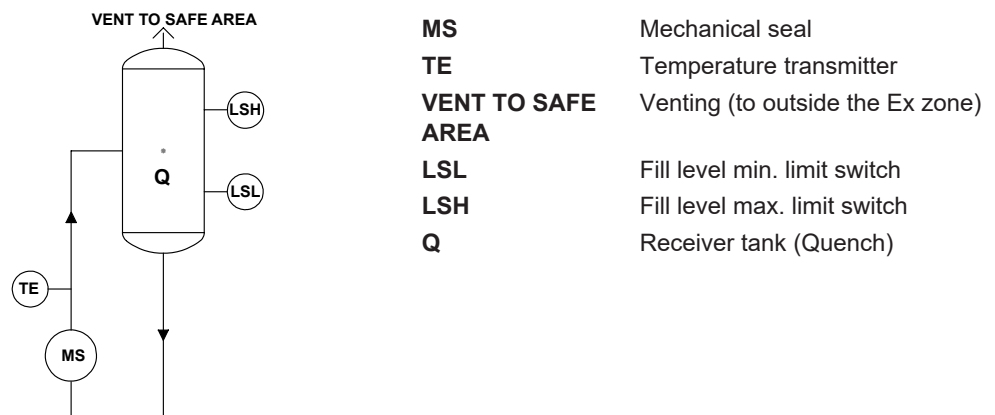 VENT TO SAFE AREA
LSH
Q
LSL
TE
MS
MS Mechanical seal
TE Temperature transmitter
VENT TO SAFE Venting (to outside the Ex zone)
AREA
LSL Fill level min. limit switch
LSH Fill level max. limit switch
Q Receiver tank (Quench)